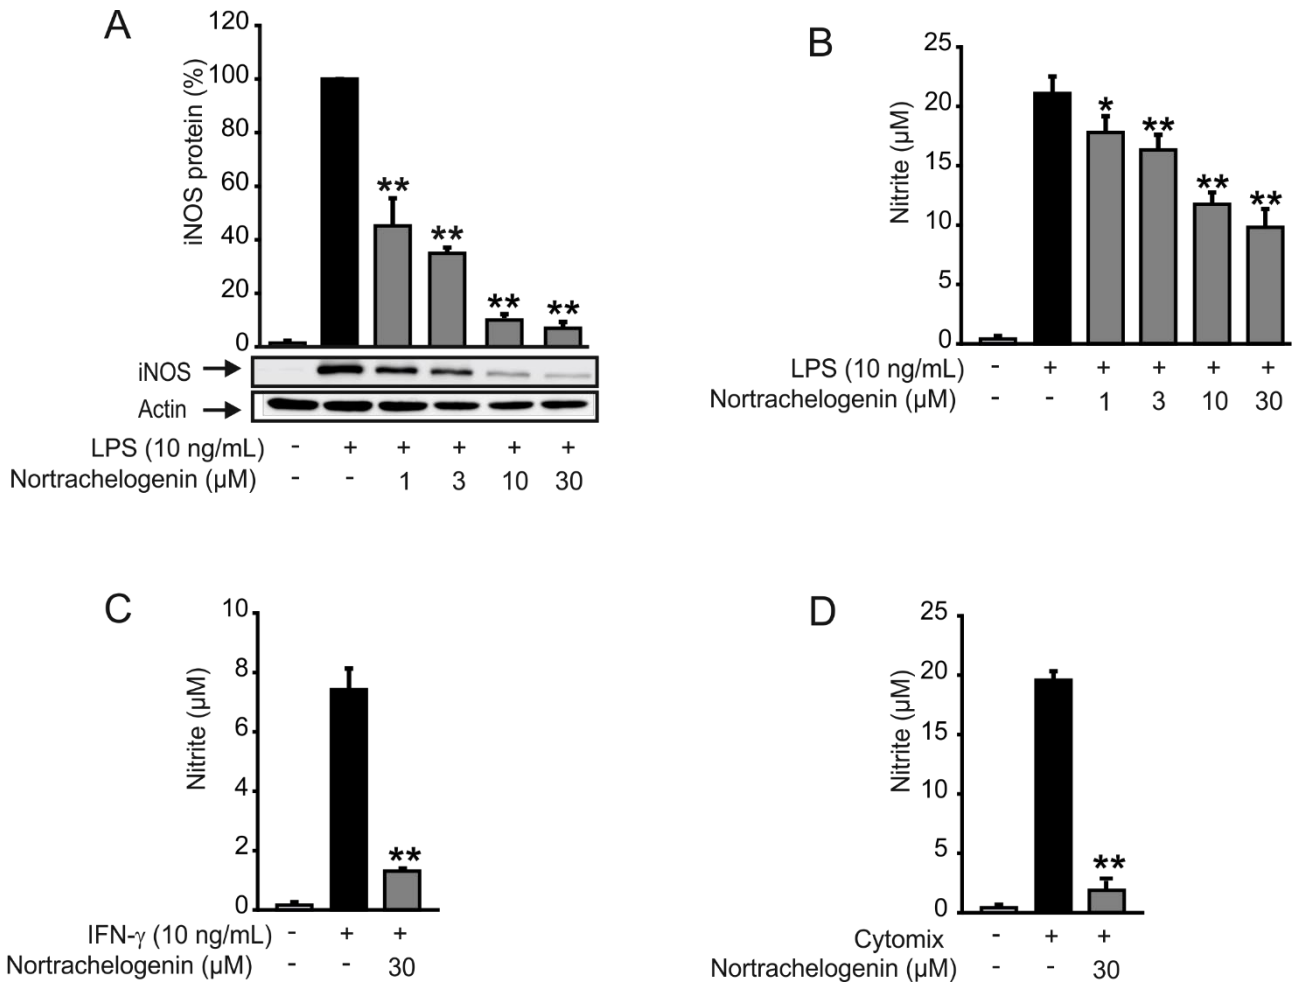 A
iNOS protein (%)
120
100
80
60
40
20
0
**
**
**
**
iNOS
Actin
LPS (10 ng/mL) - + + + + +
Nortrachelogenin (µM) - - 1 3 10 30
B
Nitrite (µM)
25
20
15
10
5
0
*
**
**
**
LPS (10 ng/mL) - + + + + +
Nortrachelogenin (µM) - - 1 3 10 30
C
Nitrite (µM)
10
8
6
4
2
0
**
IFN-γ (10 ng/mL) - + +
Nortrachelogenin (µM) - - 30
D
Nitrite (µM)
25
20
15
10
5
0
**
Cytomix - + +
Nortrachelogenin (µM) - - 30